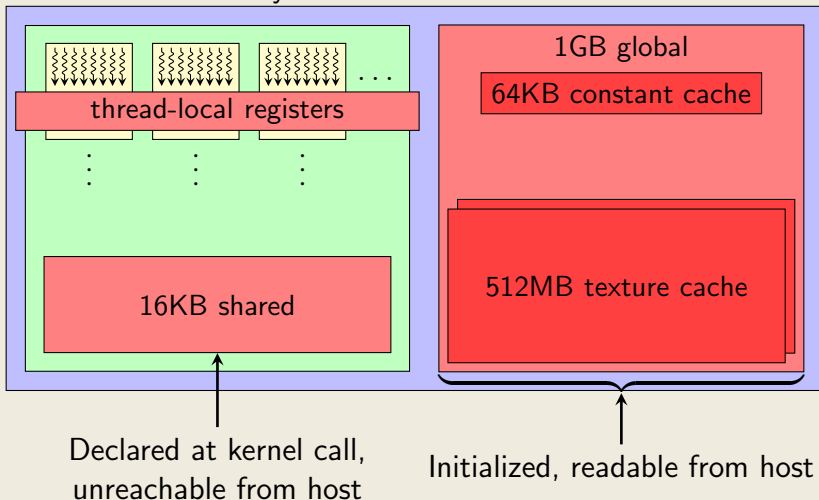 1GB global
64KB constant cache
...
thread-local registers
512MB texture cache
16KB shared
Declared at kernel call,
unreachable from host
Initialized, readable from host